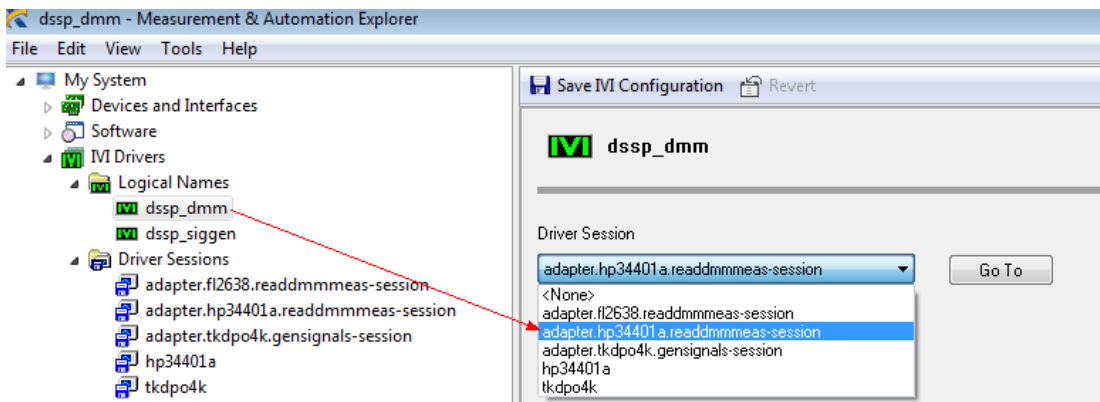 dssp_dmm - Measurement & Automation Explorer
File Edit View Tools Help
My System
Devices and Interfaces
Software
IVI Drivers
Logical Names
dssp_dmm
dssp_siggen
Driver Sessions
adapter.fl2638.readdmmmeas-session
adapter.hp34401a.readdmmmeas-session
adapter.tkdpo4k.gensignals-session
hp34401a
tkdpo4k
Save IVI Configuration Revert
IVI dssp_dmm
Driver Session
adapter.hp34401a.readdmmmeas-session Go To
<None>
adapter.fl2638.readdmmmeas-session
adapter.hp34401a.readdmmmeas-session
adapter.tkdpo4k.gensignals-session
hp34401a
tkdpo4k